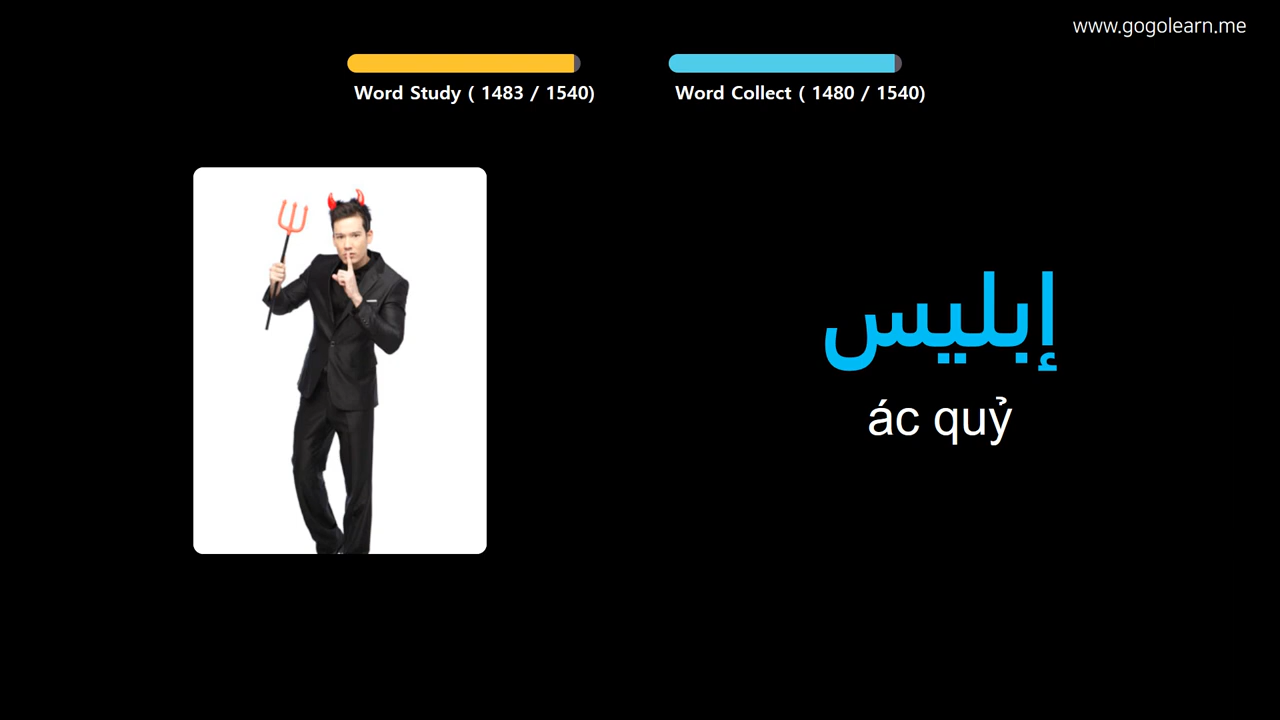 www.gogolearn.me
Word Study ( 1483 / 1540)
Word Collect ( 1480 / 1540)
إبليس
ác quỷ